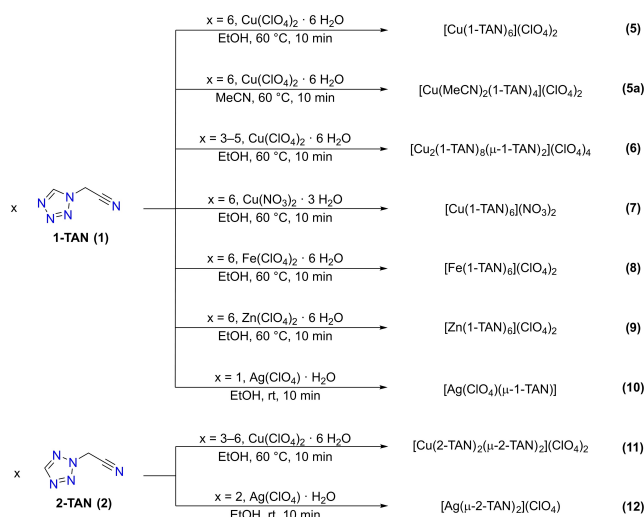 x = 6, Cu(ClO₄)₂ · 6 H₂O
EtOH, 60 °C, 10 min
[Cu(1-TAN)₆](ClO₄)₂
(5)
x = 6, Cu(ClO₄)₂ · 6 H₂O
MeCN, 60 °C, 10 min
[Cu(MeCN)₂(1-TAN)₄](ClO₄)₂
(5a)
x = 3–5, Cu(ClO₄)₂ · 6 H₂O
EtOH, 60 °C, 10 min
[Cu₂(1-TAN)₈(μ-1-TAN)₂](ClO₄)₄
(6)
x
N
N
N
N
N
1-TAN (1)
x = 6, Cu(NO₃)₂ · 3 H₂O
EtOH, 60 °C, 10 min
[Cu(1-TAN)₆](NO₃)₂
(7)
x = 6, Fe(ClO₄)₂ · 6 H₂O
EtOH, 60 °C, 10 min
[Fe(1-TAN)₆](ClO₄)₂
(8)
x = 6, Zn(ClO₄)₂ · 6 H₂O
EtOH, 60 °C, 10 min
[Zn(1-TAN)₆](ClO₄)₂
(9)
x = 1, Ag(ClO₄) · H₂O
EtOH, rt, 10 min
[Ag(ClO₄)(μ-1-TAN)]
(10)
x
N
N
N
N
N
2-TAN (2)
x = 3–6, Cu(ClO₄)₂ · 6 H₂O
EtOH, 60 °C, 10 min
[Cu(2-TAN)₂(μ-2-TAN)₂](ClO₄)₂
(11)
x = 2, Ag(ClO₄) · H₂O
EtOH, rt, 10 min
[Ag(μ-2-TAN)₂](ClO₄)
(12)